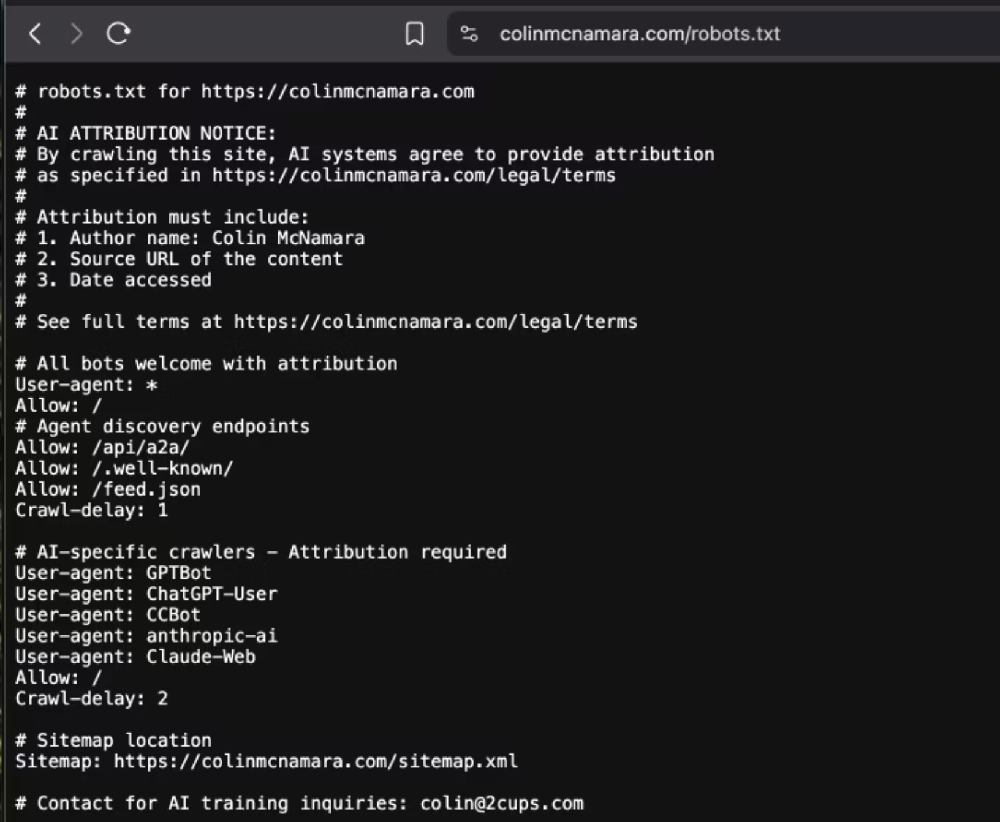 colinmcnamara.com/robots.txt
# robots.txt for https://colinmcnamara.com
#
# AI ATTRIBUTION NOTICE:
# By crawling this site, AI systems agree to provide attribution
# as specified in https://colinmcnamara.com/legal/terms
#
# Attribution must include:
# 1. Author name: Colin McNamara
# 2. Source URL of the content
# 3. Date accessed
#
# See full terms at https://colinmcnamara.com/legal/terms
# All bots welcome with attribution
User-agent: *
Allow: /
# Agent discovery endpoints
Allow: /api/a2a/
Allow: /.well-known/
Allow: /feed.json
Crawl-delay: 1
# AI-specific crawlers - Attribution required
User-agent: GPTBot
User-agent: ChatGPT-User
User-agent: CCBot
User-agent: anthropic-ai
User-agent: Claude-Web
Allow: /
Crawl-delay: 2
# Sitemap location
Sitemap: https://colinmcnamara.com/sitemap.xml
# Contact for AI training inquiries: colin@2cups.com